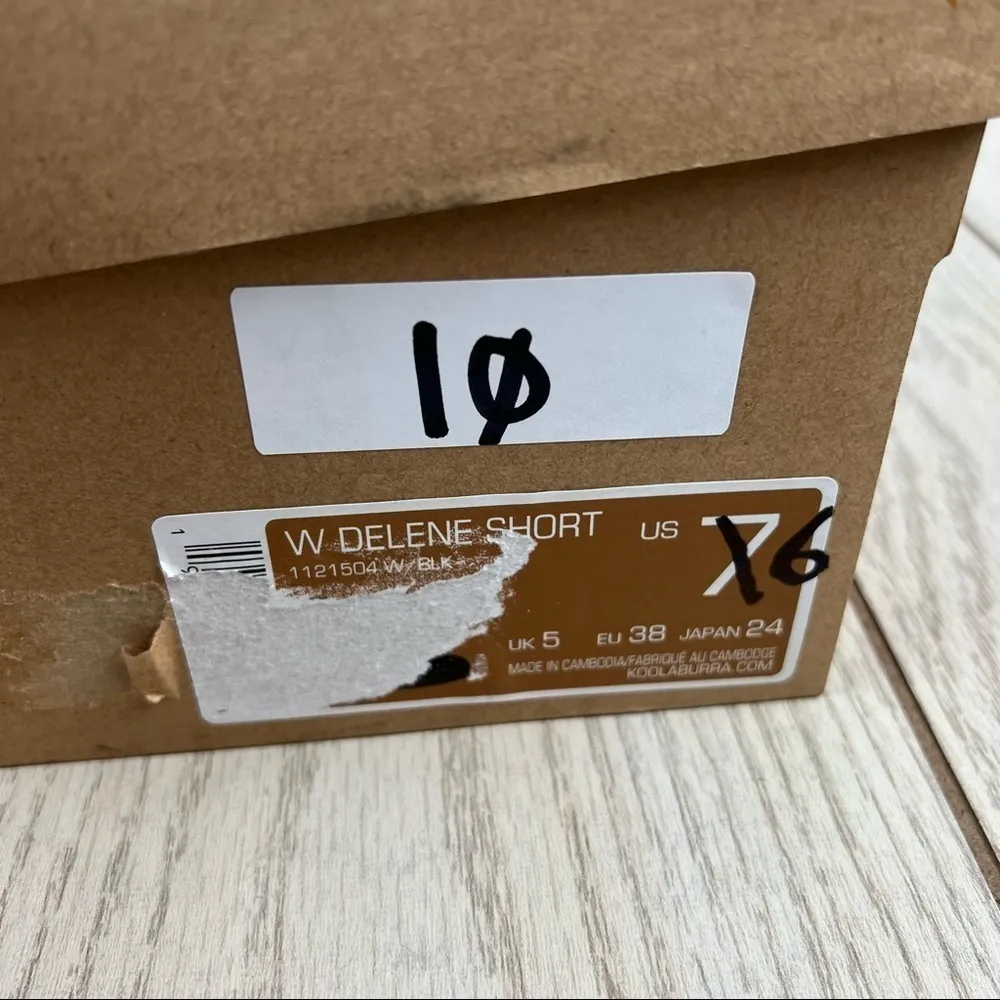 10
W DELENE SHORT US 7 6
1121504 W/BLK
UK 5 EU 38 JAPAN 24
MADE IN CAMBODIA/FABRIQUÉ AU CAMBODGE
KOOLABURRA.COM
1